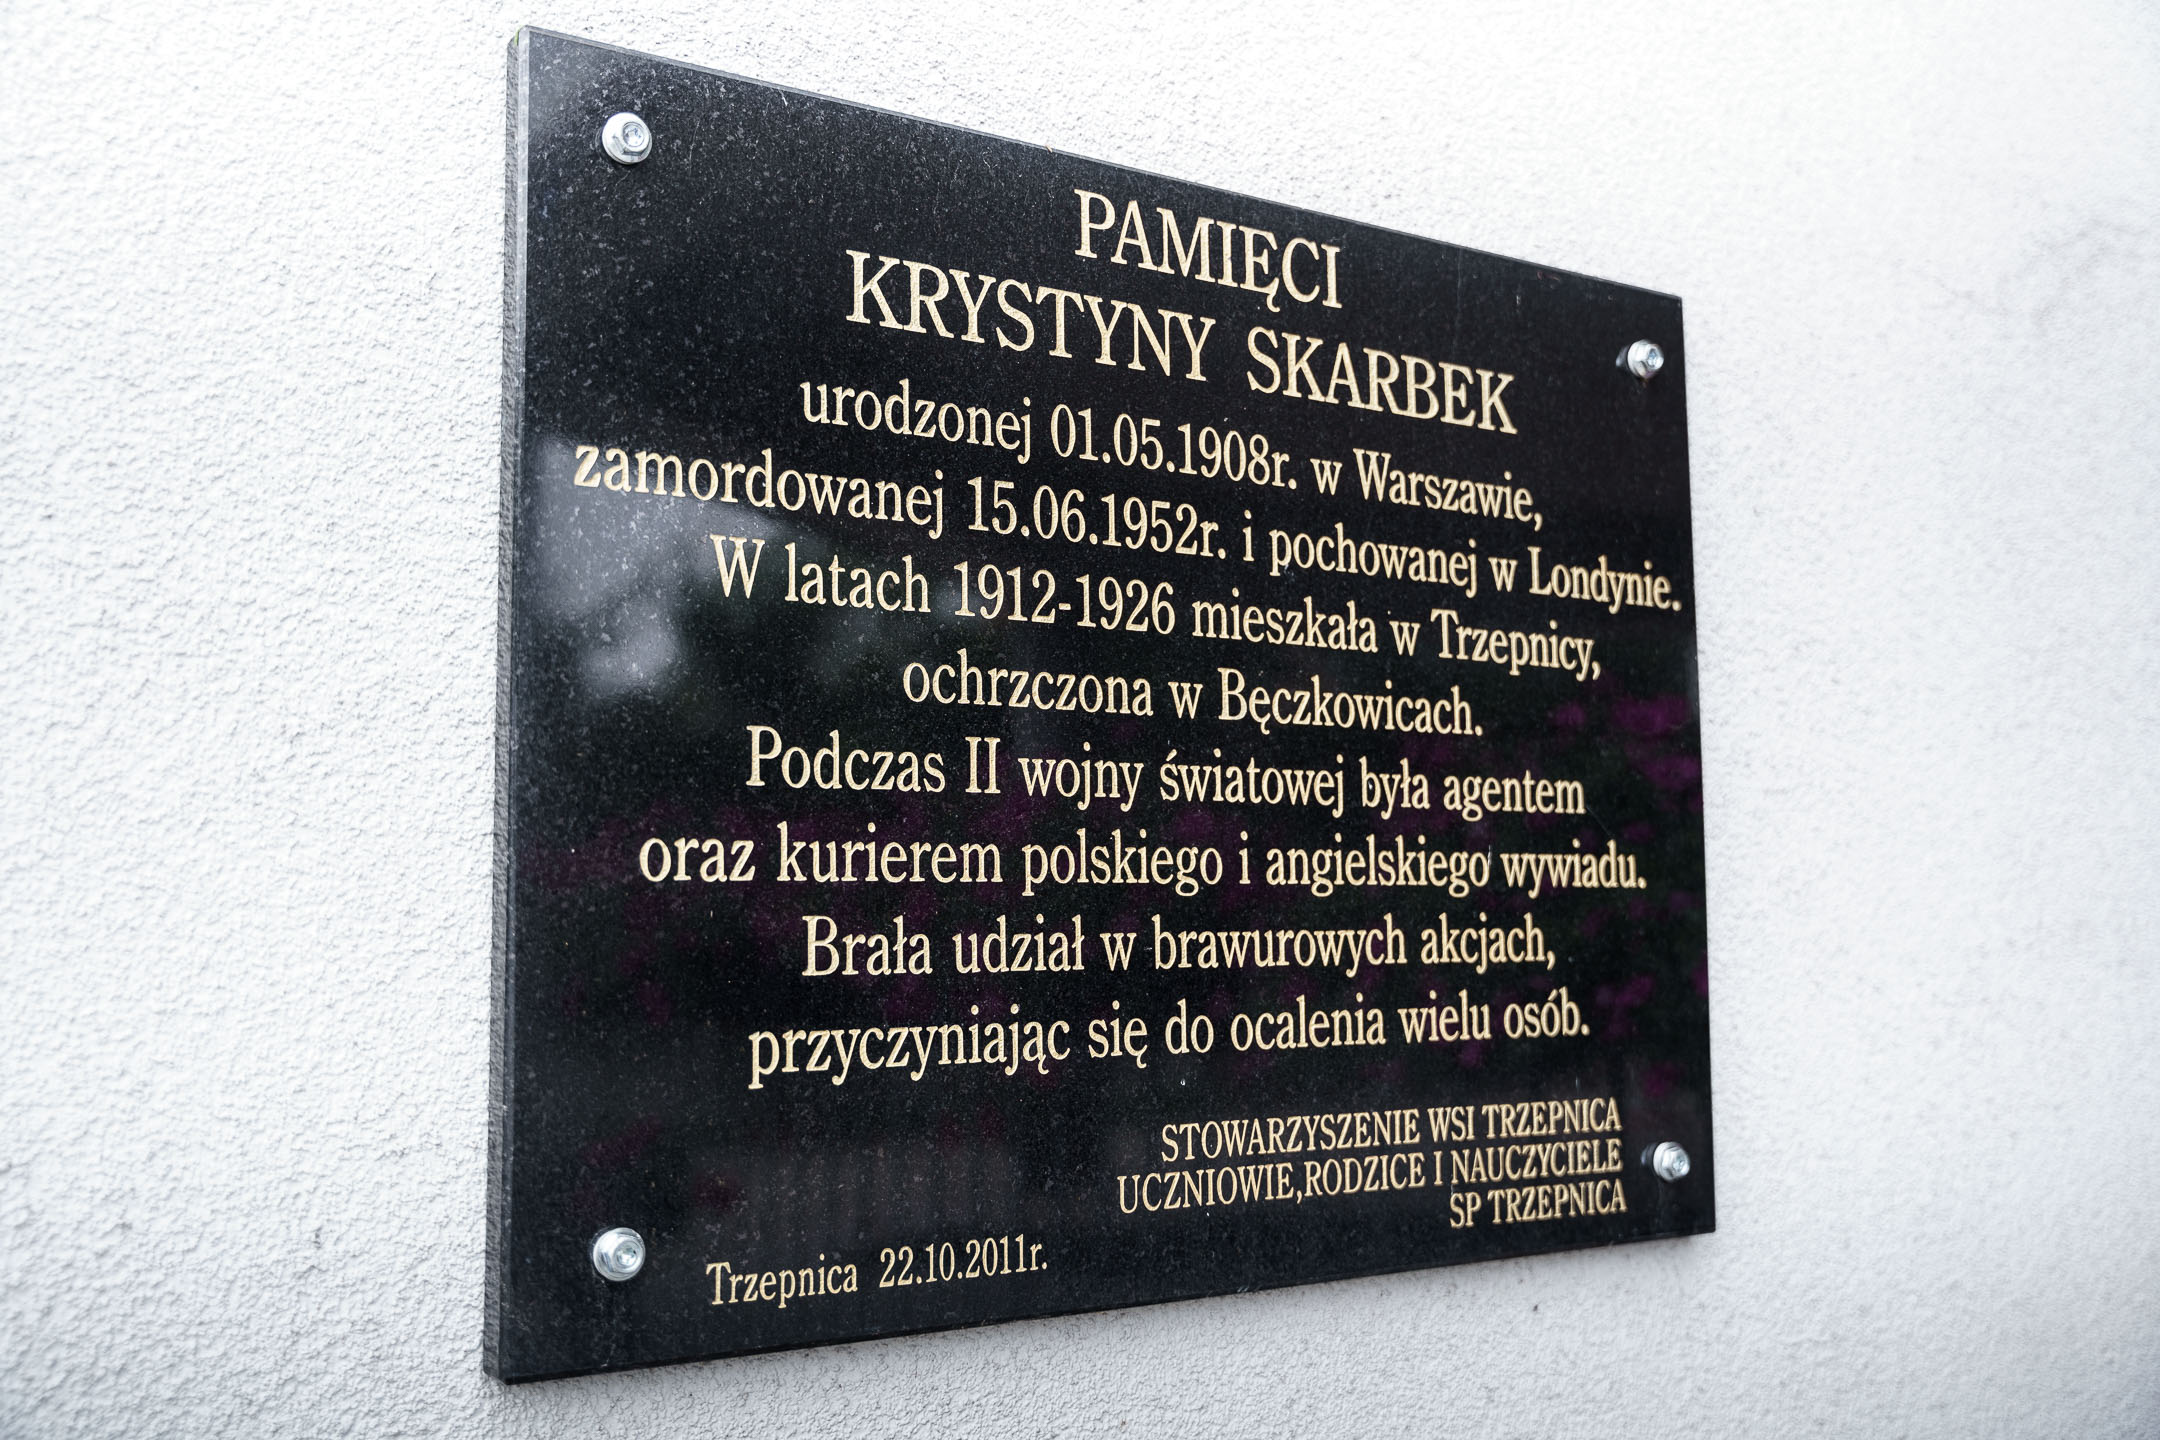 PAMIĘCI
KRYSTYNY SKARBEK
urodzonej 01.05.1908r. w Warszawie,
zamordowanej 15.06.1952r. i pochowanej w Londynie.
W latach 1912-1926 mieszkała w Trzepnicy,
ochrzczona w Bęczkowicach.
Podczas II wojny światowej była agentem
oraz kurierem polskiego i angielskiego wywiadu.
Brała udział w brawurowych akcjach,
przyczyniając się do ocalenia wielu osób.
STOWARZYSZENIE WSI TRZEPNICA
UCZNIOWIE,RODZICE I NAUCZYCIELE
SP TRZEPNICA
Trzepnica 22.10.2011r.